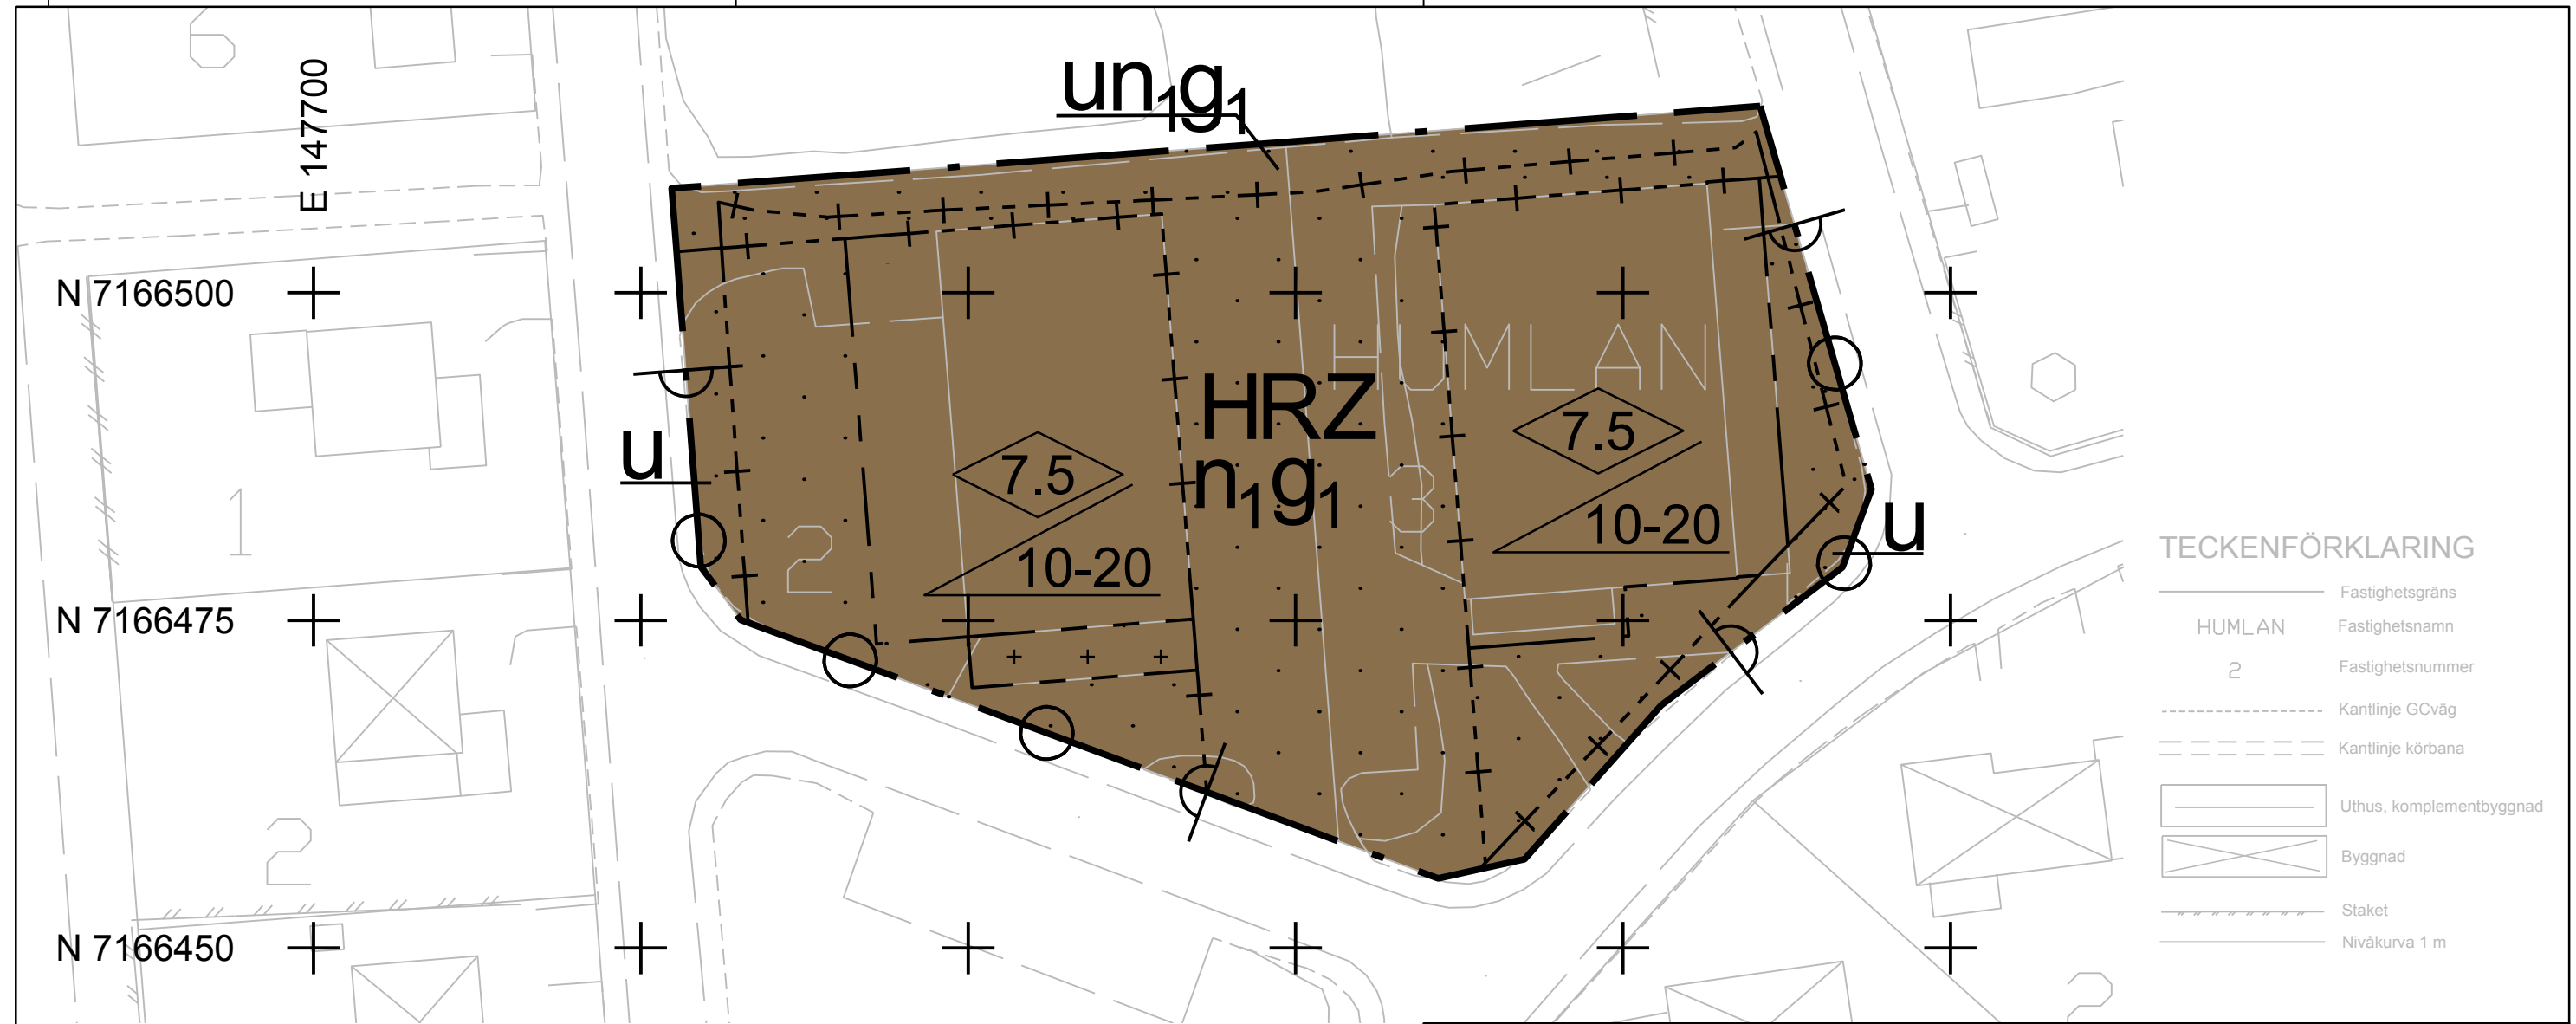 un₁g₁
E 147700
N 7166500
HUMLAN
HRZ
7.5
7.5
u
n₁g₁
3
1
2
10-20
u
10-20
TECKENFÖRKLARING
Fastighetsgräns
N 7166475
HUMLAN Fastighetsnamn
2 Fastighetsnummer
Kantlinje GCväg
Kantlinje körbana
Uthus, komplementbyggnad
2
Byggnad
Staket
N 7166450
Nivåkurva 1 m